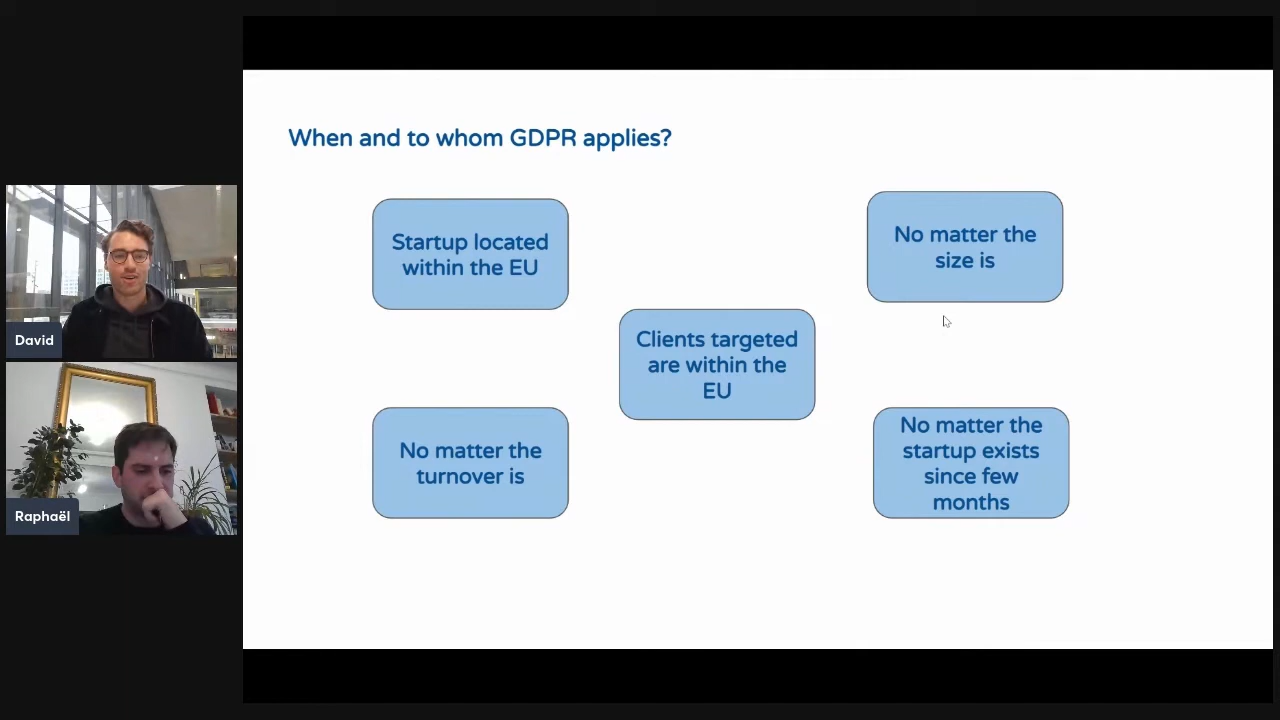 When and to whom GDPR applies?
Startup located
within the EU
No matter the
size is
Clients targeted
are within the
EU
No matter the
turnover is
No matter the
startup exists
since few
months
David
Raphaël